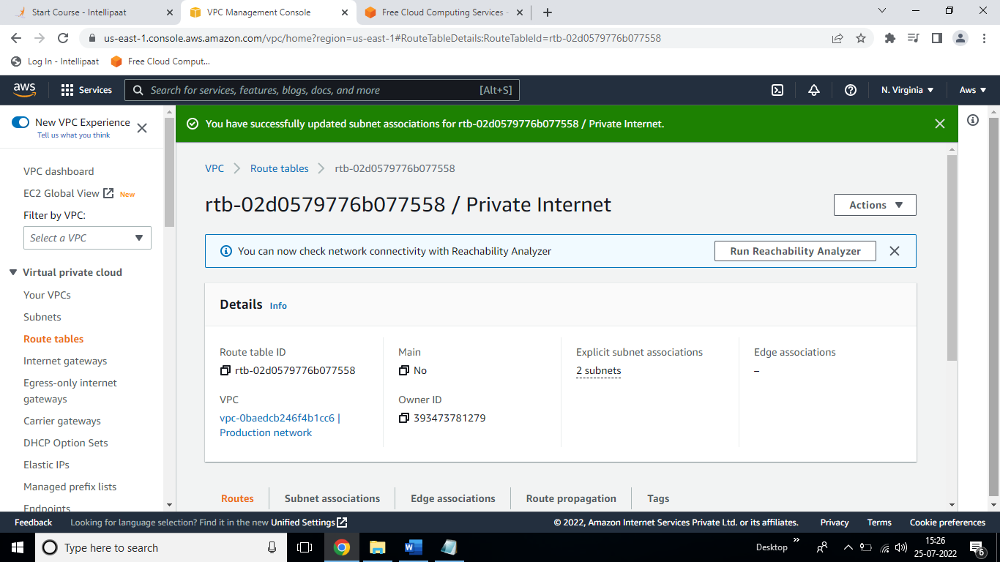 Start Course - Intellipaat
VPC Management Console
Free Cloud Computing Services -
us-east-1.console.aws.amazon.com/vpc/home?region=us-east-1#RouteTableDetails:RouteTableId=rtb-02d0579776b077558
Log In - Intellipaat
Free Cloud Comput...
aws
Services
Search for services, features, blogs, docs, and more
[Alt+S]
N. Virginia
Aws
New VPC Experience
Tell us what you think
VPC dashboard
EC2 Global View
New
Filter by VPC:
Select a VPC
Virtual private cloud
Your VPCs
Subnets
Route tables
Internet gateways
Egress-only internet
gateways
Carrier gateways
DHCP Option Sets
Elastic IPs
Managed prefix lists
Endpoints
You have successfully updated subnet associations for rtb-02d0579776b077558 / Private Internet.
VPC
Route tables
rtb-02d0579776b077558
rtb-02d0579776b077558 / Private Internet
Actions
You can now check network connectivity with Reachability Analyzer
Run Reachability Analyzer
Details
Info
Route table ID
rtb-02d0579776b077558
Main
No
Explicit subnet associations
2 subnets
Edge associations
–
VPC
vpc-0baedcb246f4b1cc6 |
Production network
Owner ID
393473781279
Routes
Subnet associations
Edge associations
Route propagation
Tags
Feedback
Looking for language selection? Find it in the new Unified Settings
© 2022, Amazon Internet Services Private Ltd. or its affiliates.
Privacy
Terms
Cookie preferences
Type here to search
Desktop
15:26
25-07-2022
6